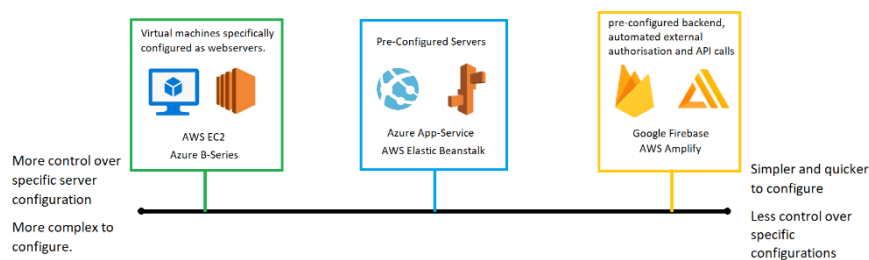 Virtual machines specifically
configured as webservers.
AWS EC2
Azure B-Series
Pre-Configured Servers
Azure App-Service
AWS Elastic Beanstalk
pre-configured backend,
automated external
authorisation and API calls
Google Firebase
AWS Amplify
More control over
specific server
configuration
More complex to
configure.
Simpler and quicker
to configure
Less control over
specific
configurations